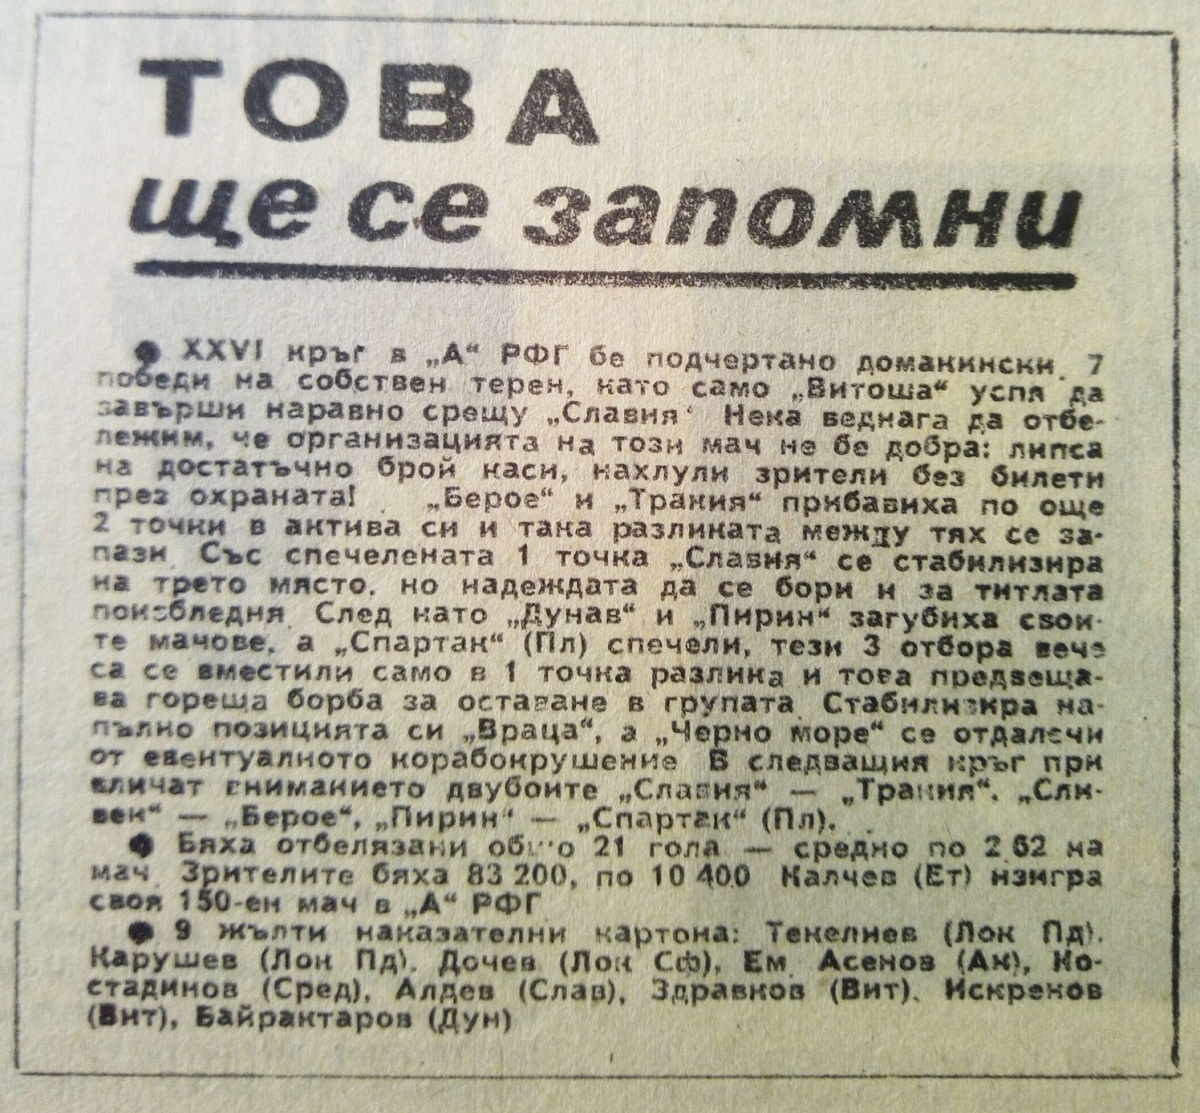 ТОВА
ще се запомни
● XXVI кръг в „А“ РФГ бе подчертано домакински. 7
победи на собствен терен, като само „Витоша“ успя да
завърши наравно срещу „Славия“ Нека веднага да отбе-
лежим, че организацията на този мач не бе добра: липса
на достатъчно брой каси, нахлули зрители без билети
през охраната! „Берое“ и „Тракия“ прибавиха по още
2 точки в актива си и така разликата между тях се за-
пази. Със спечелената 1 точка „Славия“ се стабилизира
на трето място, но надеждата да се бори и за титлата
поизбледня. След като „Дунав“ и „Пирин“ загубиха свои-
те мачове, а „Спартак“ (Пл) спечели, тези 3 отбора вече
са се вместили само в 1 точка разлика и това предвеща-
ва гореща борба за оставане в групата. Стабилизира на-
пълно позицията си „Враца“, а „Черно море“ се отдалечи
от евентуалното корабокрушение В следващия кръг при
вличат вниманието двубоите „Славия“ — „Тракия“, „Сли-
вен“ — „Берое“, „Пирин“ — „Спартак“ (Пл).
● Бяха отбелязани общо 21 гола — средно по 2,62 на
мач. Зрителите бяха 83 200, по 10 400 Калчев (Ет) изигра
своя 150-ен мач в „А“ РФГ
● 9 жълти наказателни картона: Текелиев (Лок Пд),
Карушев (Лок Пд), Дочев (Лок Сф), Ем. Асенов (Ак), Ко-
стадинов (Сред), Алдев (Слав), Здравков (Вит), Искренов
(Вит), Байрактаров (Дун)